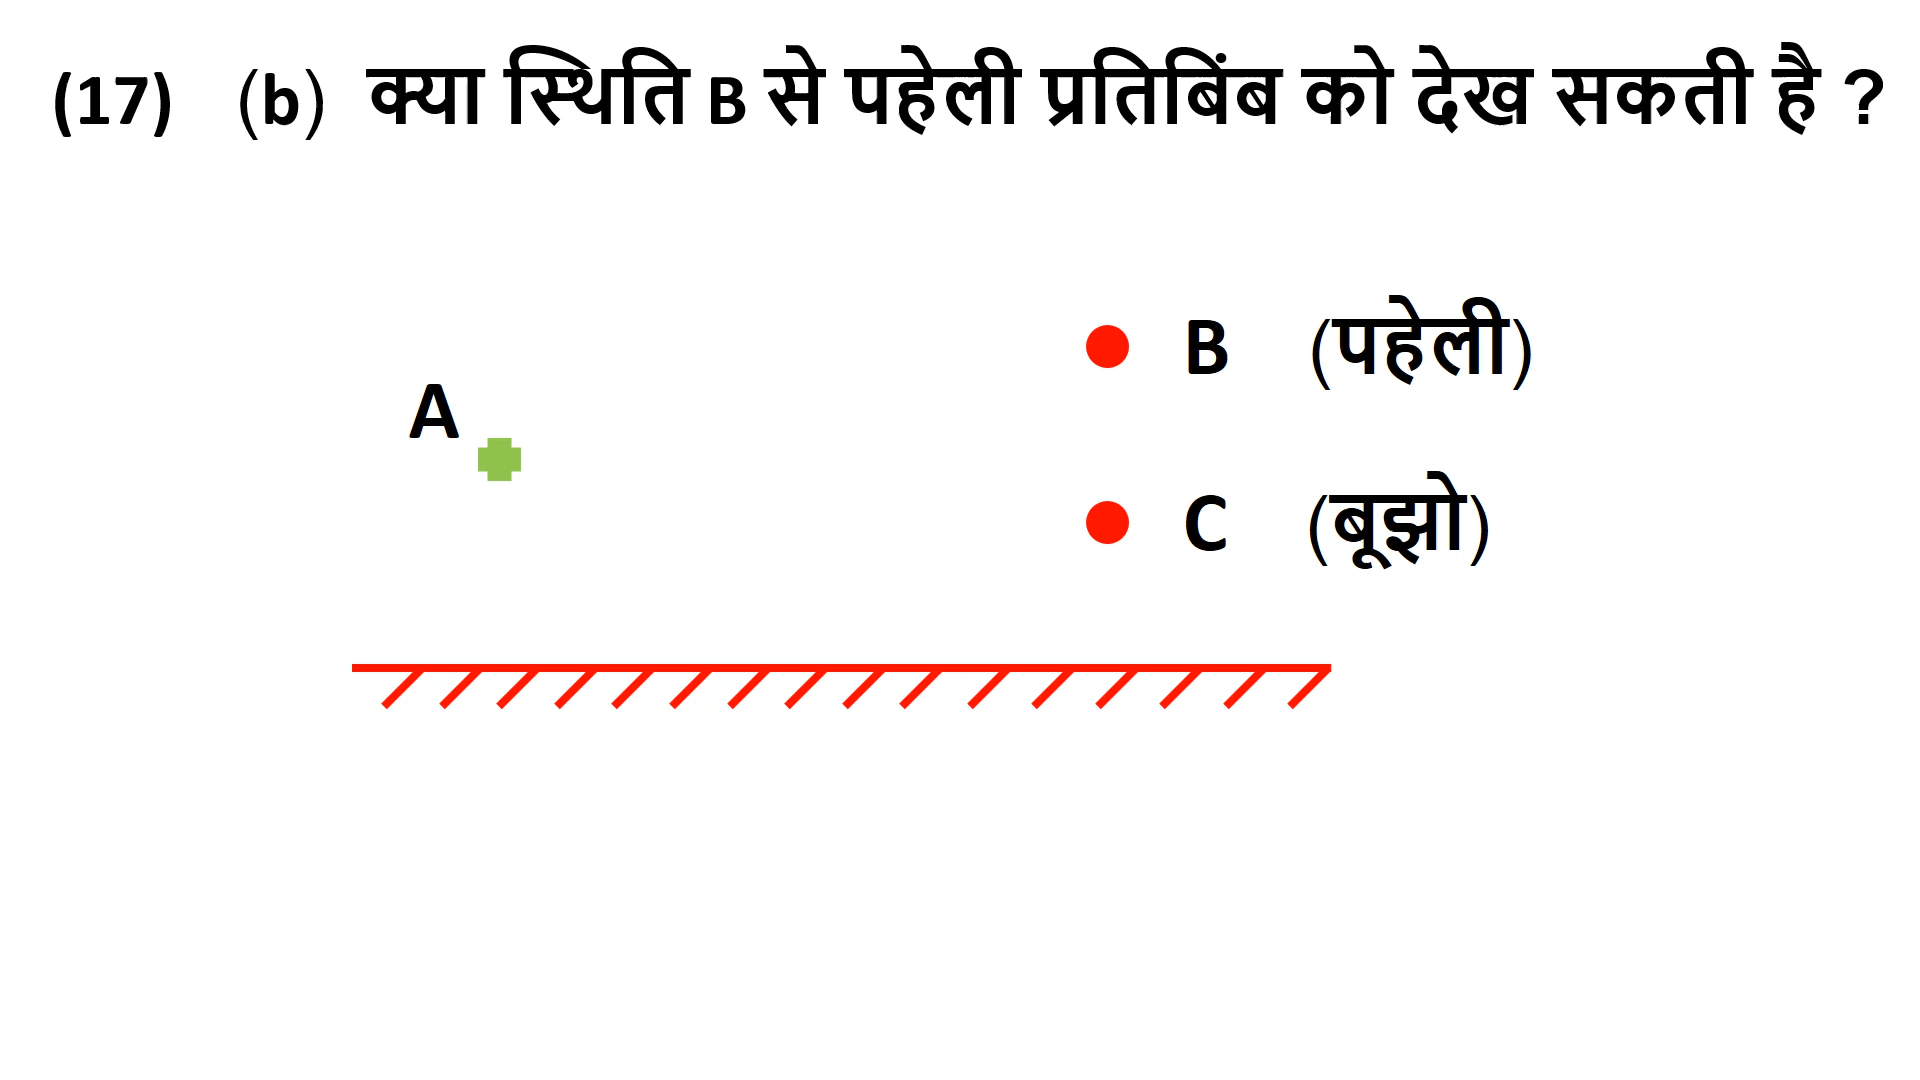 (17) (b) क्या स्थिति B से पहेली प्रतिबिंब को देख सकती है ?
B (पहेली)
A
C (बूझो)